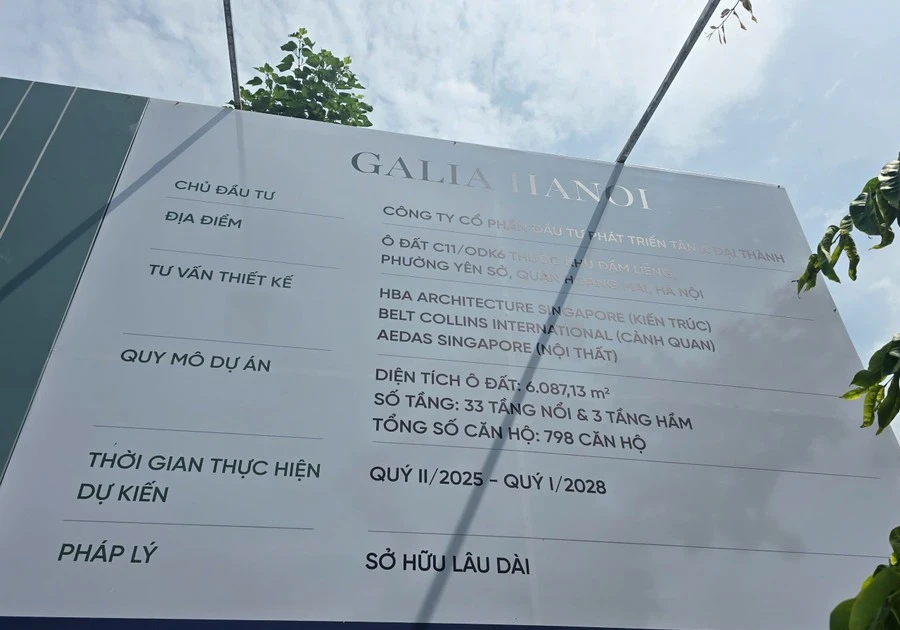 GALIA HANOI
CHỦ ĐẦU TƯ
CÔNG TY CỔ PHẦN ĐẦU TƯ PHÁT TRIỂN TÂN ĐẠI THÀNH
ĐỊA ĐIỂM
Ô ĐẤT C11/ODK6 THUỘC KHU ĐẦM LIÊNG
PHƯỜNG YÊN SỞ, QUẬN HOÀNG MAI, HÀ NỘI
TƯ VẤN THIẾT KẾ
HBA ARCHITECTURE SINGAPORE (KIẾN TRÚC)
BELT COLLINS INTERNATIONAL (CẢNH QUAN)
AEDAS SINGAPORE (NỘI THẤT)
QUY MÔ DỰ ÁN
DIỆN TÍCH Ô ĐẤT: 6.087,13 m²
SỐ TẦNG: 33 TẦNG NỔI & 3 TẦNG HẦM
TỔNG SỐ CĂN HỘ: 798 CĂN HỘ
THỜI GIAN THỰC HIỆN
DỰ KIẾN
QUÝ II/2025 - QUÝ I/2028
PHÁP LÝ
SỞ HỮU LÂU DÀI